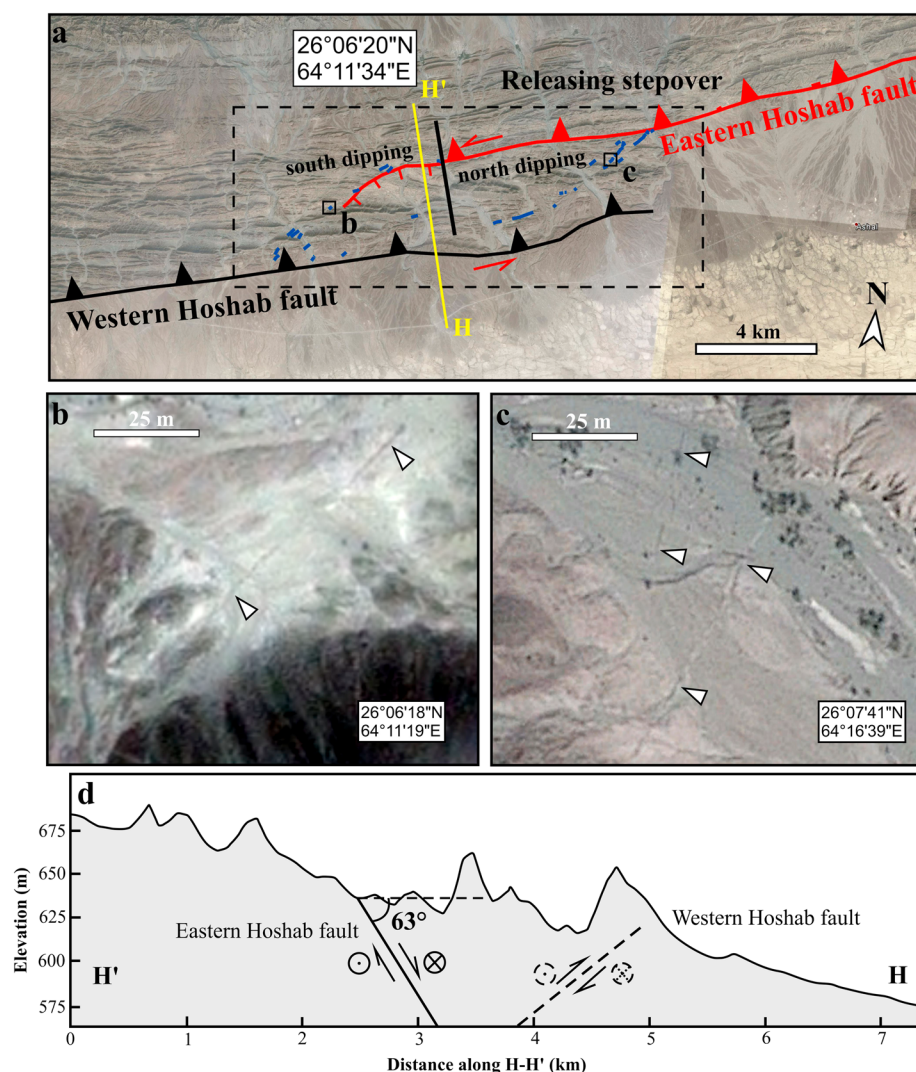 a
26°06'20"N
64°11'34"E
H'
Releasing stepover
Eastern Hoshab fault
south dipping
north dipping
b
c
Ashal
Western Hoshab fault
H
N
4 km
b
25 m
26°06'18"N
64°11'19"E
c
25 m
26°07'41"N
64°16'39"E
d
Elevation (m)
675
650
625
600
575
63°
Eastern Hoshab fault
Western Hoshab fault
H'
H
0 1 2 3 4 5 6 7
Distance along H-H' (km)